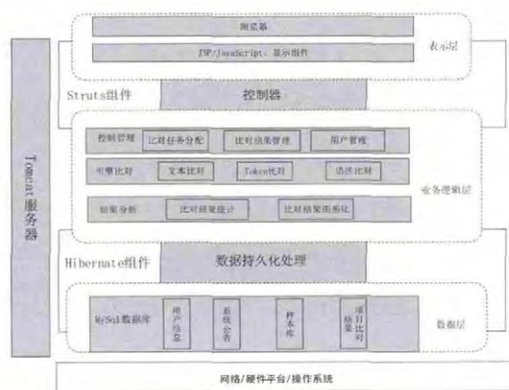 浏览器
JSP/JavaScript、显示组件
表示层
Struts组件
控制器
Tomcat服务器
控制管理
比对任务分配
比对结果管理
用户管理
引擎比对
文本比对
Token比对
语法比对
业务逻辑层
结果分析
比对结果统计
比对结果图形化
Hibernate组件
数据持久化处理
MySql数据库
用户信息
系统公告
样本库
项目比对结果
数据层
网络/硬件平台/操作系统